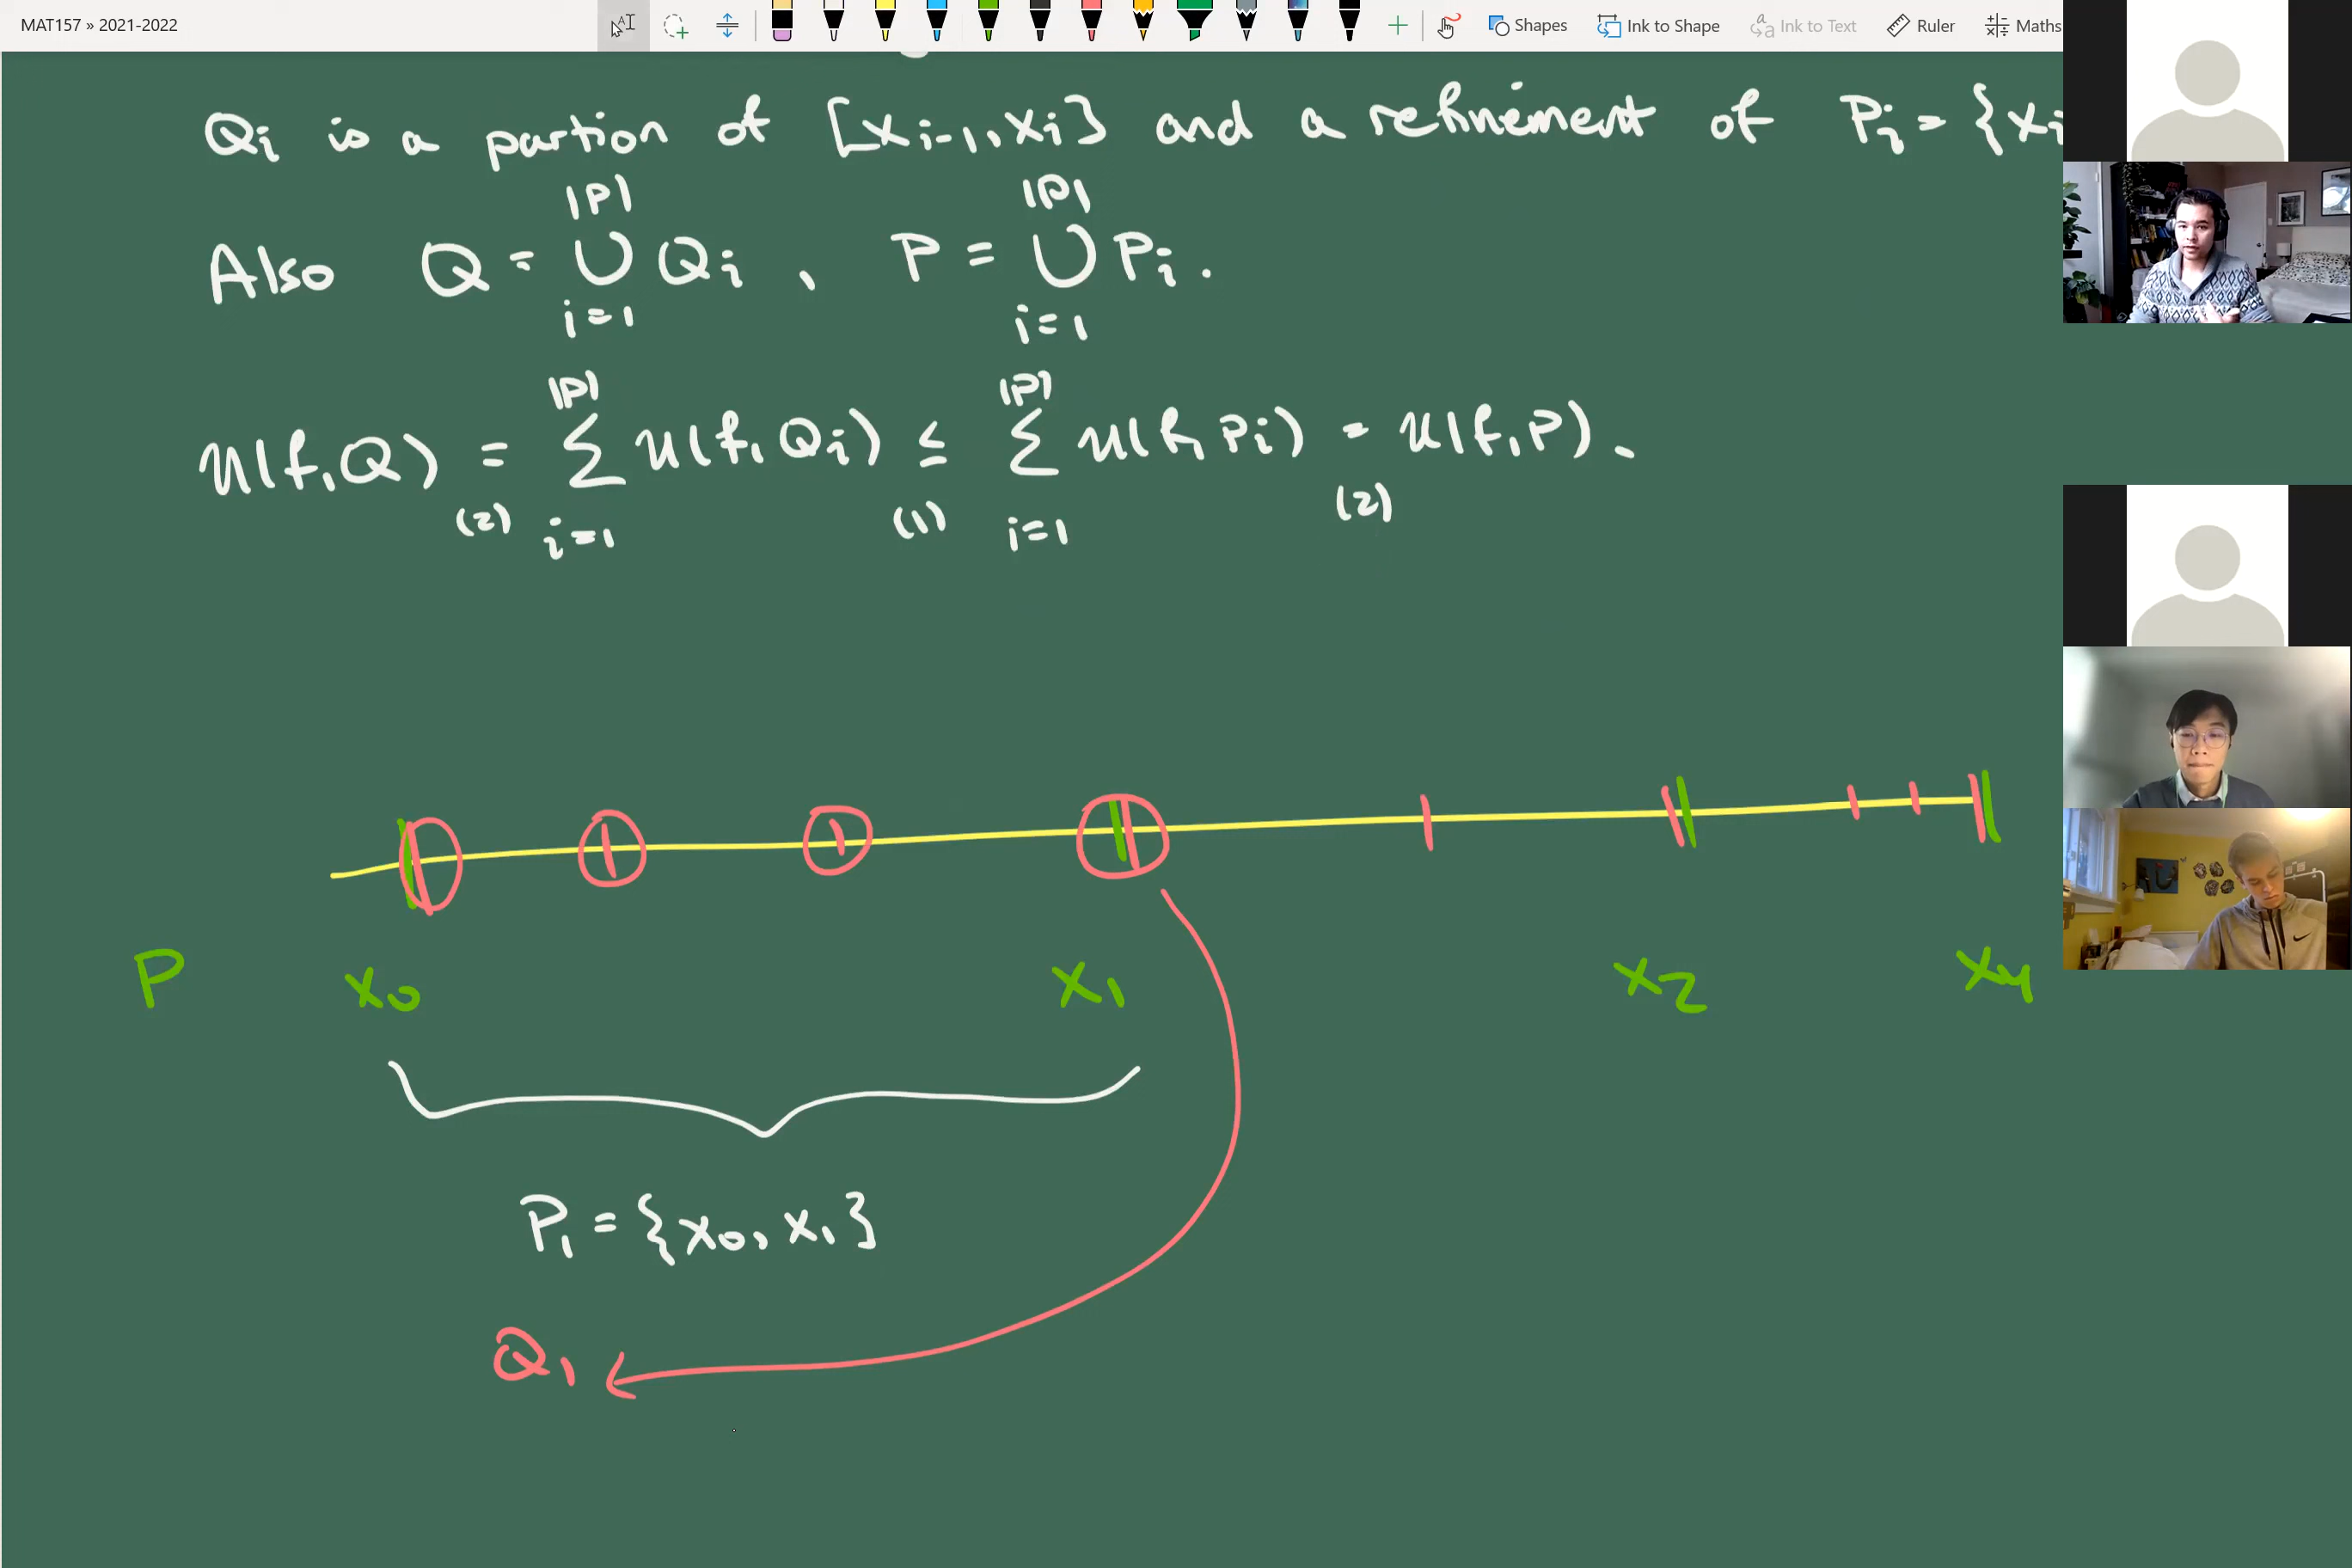 MAT157 » 2021-2022
Shapes Ink to Shape Ink to Text Ruler Maths
Qi is a partion of [xi-1, xi] and a refinement of Pi = {xi
Also Q = |P| ∪ i=1 Qi , P = |P| ∪ i=1 Pi .
U(f, Q) = (2) |P| Σ i=1 U(f, Qi) ≤ (1) |P| Σ i=1 U(f, Pi) = (2) U(f, P) .
P x0 x1 x2 x4
P1 = {x0, x1}
Q1